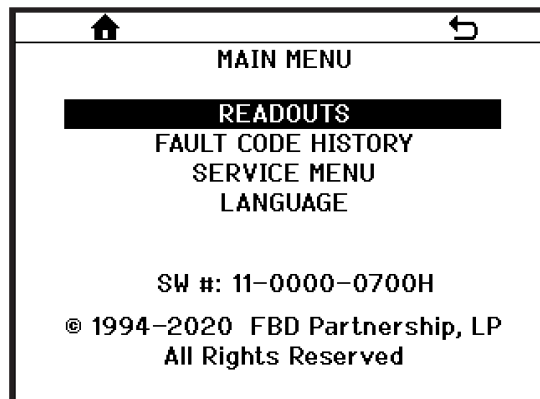 MAIN MENU
READOUTS
FAULT CODE HISTORY
SERVICE MENU
LANGUAGE
SW #: 11-0000-0700H
© 1994-2020 FBD Partnership, LP
All Rights Reserved